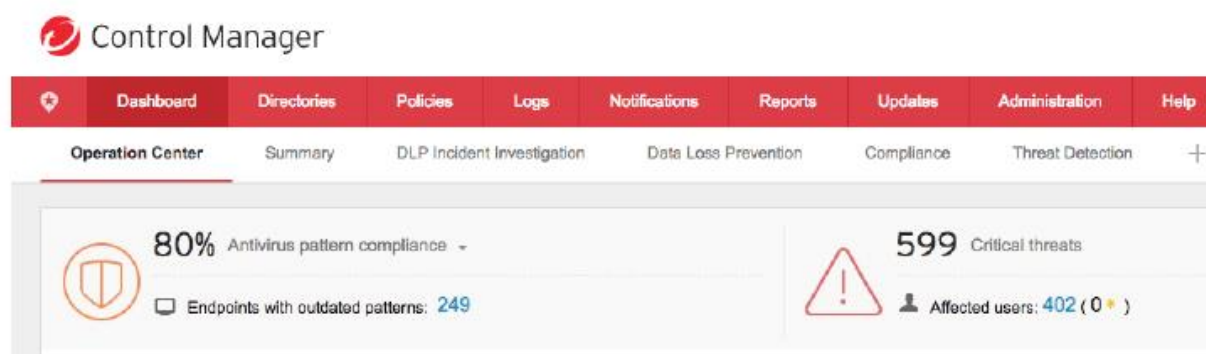 Control Manager
Dashboard Directories Policies Logs Notifications Reports Updates Administration Help
Operation Center Summary DLP Incident Investigation Data Loss Prevention Compliance Threat Detection +
80% Antivirus pattern compliance
Endpoints with outdated patterns: 249
599 Critical threats
Affected users: 402 ( 0 * )